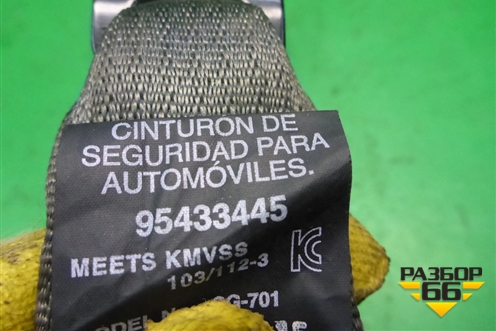 CINTURON DE
SEGURIDAD PARA
AUTOMÓVILES.
95433445
MEETS KMVSS
103/112-3
РАЗБОР
66